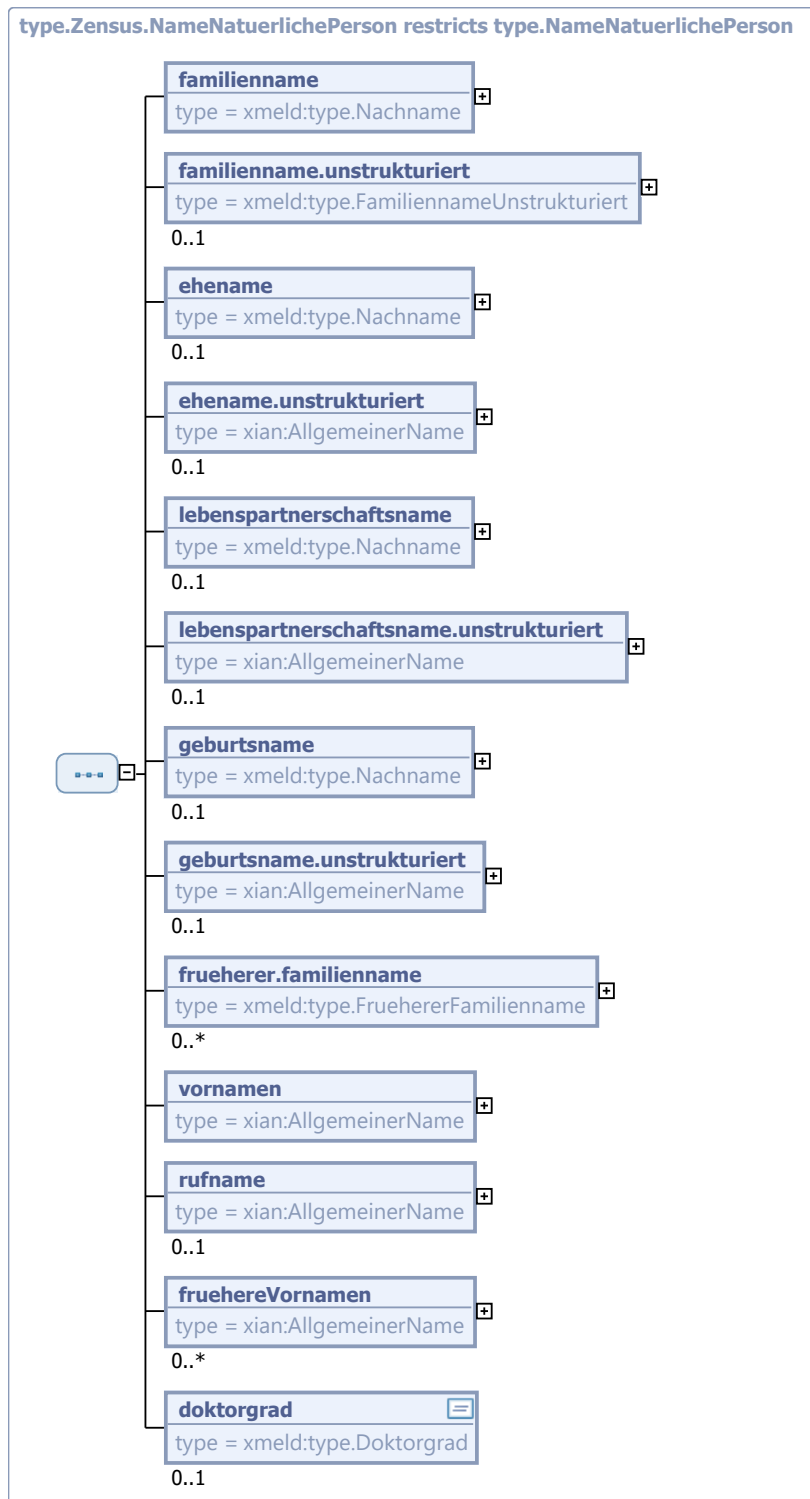 type.Zensus.NameNatuerlichePerson restricts type.NameNatuerlichePerson
familienname
type = xmeld:type.Nachname
familienname.unstrukturiert
type = xmeld:type.FamiliennameUnstrukturiert
0..1
ehename
type = xmeld:type.Nachname
0..1
ehename.unstrukturiert
type = xian:AllgemeinerName
0..1
lebenspartnerschaftsname
type = xmeld:type.Nachname
0..1
lebenspartnerschaftsname.unstrukturiert
type = xian:AllgemeinerName
0..1
geburtsname
type = xmeld:type.Nachname
0..1
geburtsname.unstrukturiert
type = xian:AllgemeinerName
0..1
frueherer.familienname
type = xmeld:type.FruehererFamilienname
0..*
vornamen
type = xian:AllgemeinerName
rufname
type = xian:AllgemeinerName
0..1
fruehereVornamen
type = xian:AllgemeinerName
0..*
doktorgrad
type = xmeld:type.Doktorgrad
0..1